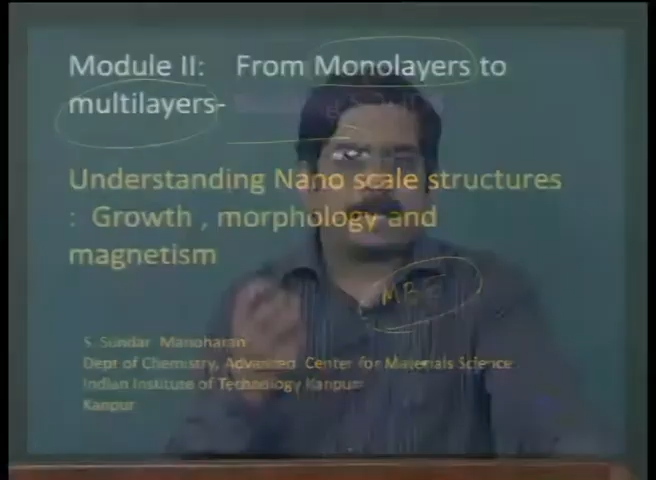 Module II: From Monolayers to
multilayers-
Understanding Nano scale structures
: Growth , morphology and
magnetism
MBE
S. Sundar Manoharan
Dept of Chemistry, Advanced Center for Materials Science
Indian Institute of Technology Kanpur
Kanpur